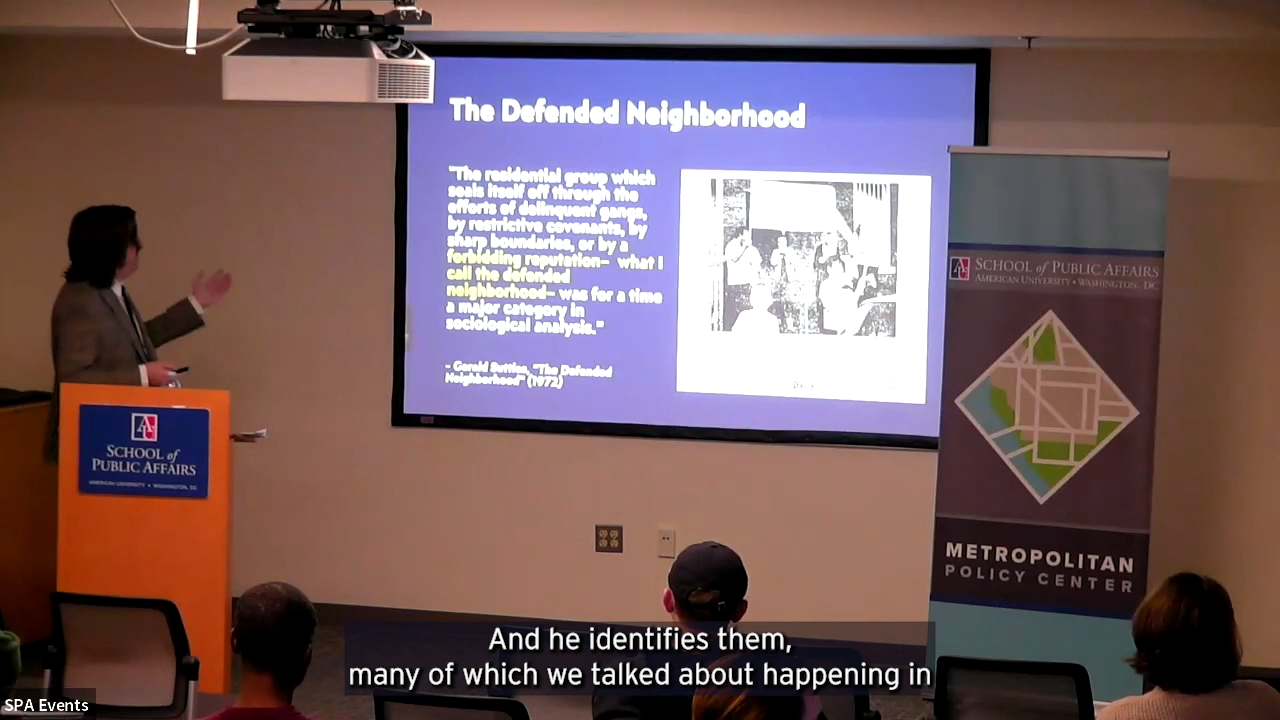 The Defended Neighborhood
"The residential group which
seals itself off through the
efforts of delinquent gangs,
by restrictive covenants, by
sharp boundaries, or by a
forbidding reputation– what I
call the defended
neighborhood– was for a time
a major category in
sociological analysis."
- Gerald Suttles, "The Defended
Neighborhood" (1972)
SCHOOL of PUBLIC AFFAIRS
AMERICAN UNIVERSITY • WASHINGTON, DC
METROPOLITAN
POLICY CENTER
AU
SCHOOL of
PUBLIC AFFAIRS
AMERICAN UNIVERSITY • WASHINGTON, DC
And he identifies them,
many of which we talked about happening in
SPA Events